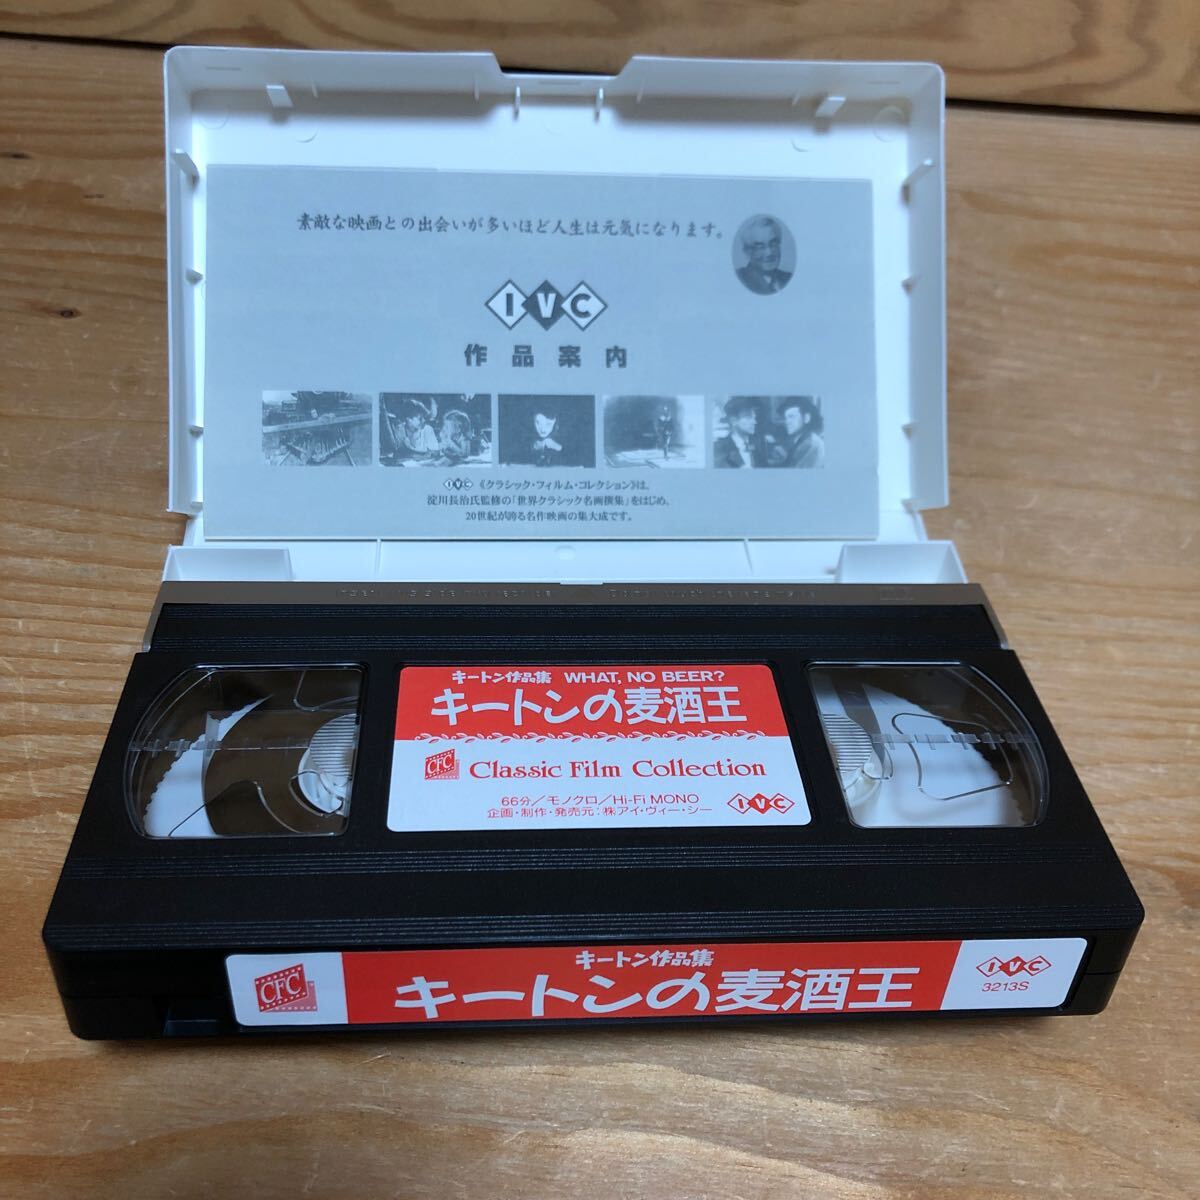 素敵な映画との出会いが多いほど人生は元気になります。
IVC
作品案内
IVC 《クラシック・フィルム・コレクション》は、
淀川長治氏監修の「世界クラシック名画撰集」をはじめ、
20世紀が誇る名作映画の集大成です。
キートン作品集 WHAT, NO BEER?
キートンの麦酒王
CFC Classic Film Collection
66分／モノクロ／Hi-Fi MONO
企画・制作・発売元：㈱アイ・ヴィー・シー
IVC
CFC
キートン作品集
キートンの麦酒王
IVC
3213S